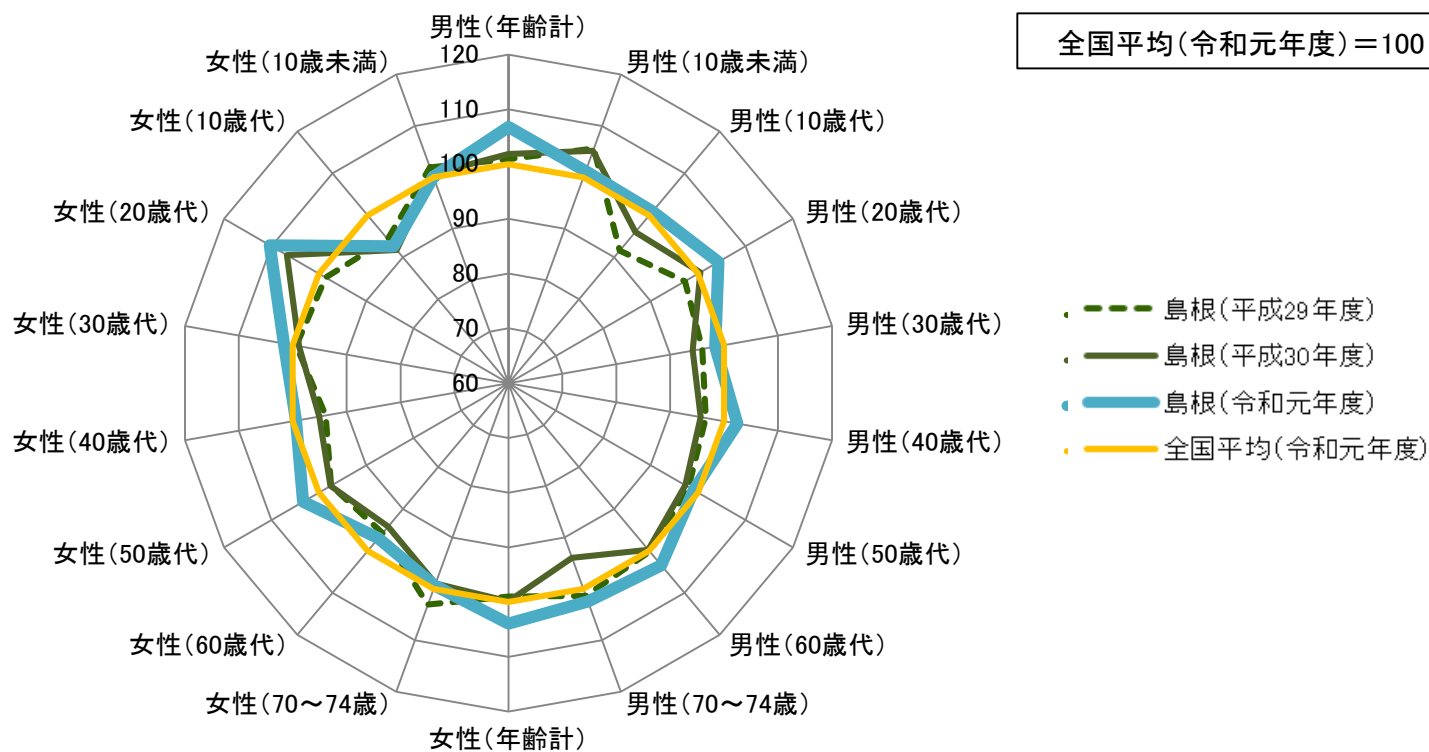 全国平均(令和元年度)=100
男性(年齢計)
男性(10歳未満)
男性(10歳代)
男性(20歳代)
男性(30歳代)
男性(40歳代)
男性(50歳代)
男性(60歳代)
男性(70～74歳)
女性(年齢計)
女性(70～74歳)
女性(60歳代)
女性(50歳代)
女性(40歳代)
女性(30歳代)
女性(20歳代)
女性(10歳代)
女性(10歳未満)
120
110
100
90
80
70
60
島根(平成29年度)
島根(平成30年度)
島根(令和元年度)
全国平均(令和元年度)